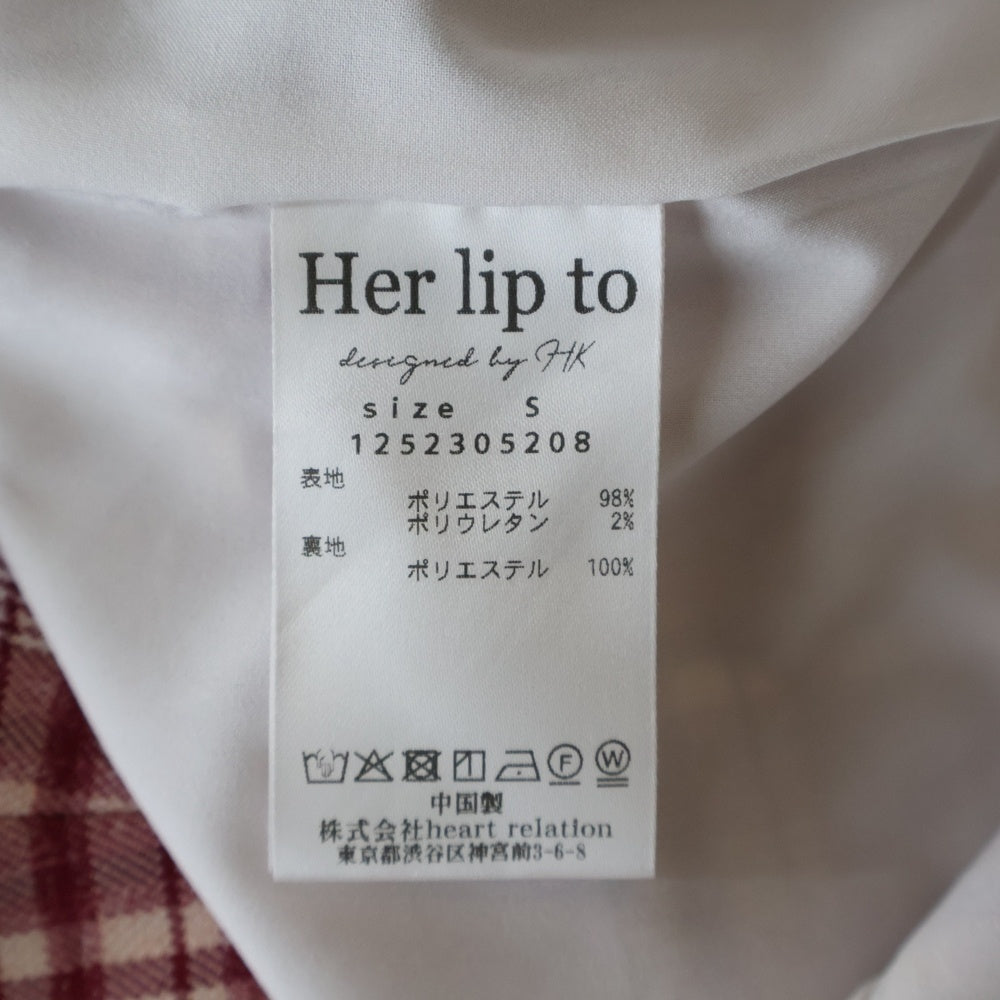 Her lip to
designed by HK
size S
1252305208
表地
ポリエステル 98%
ポリウレタン 2%
裏地
ポリエステル 100%
F W
中国製
株式会社heart relation
東京都渋谷区神宮前3-6-8